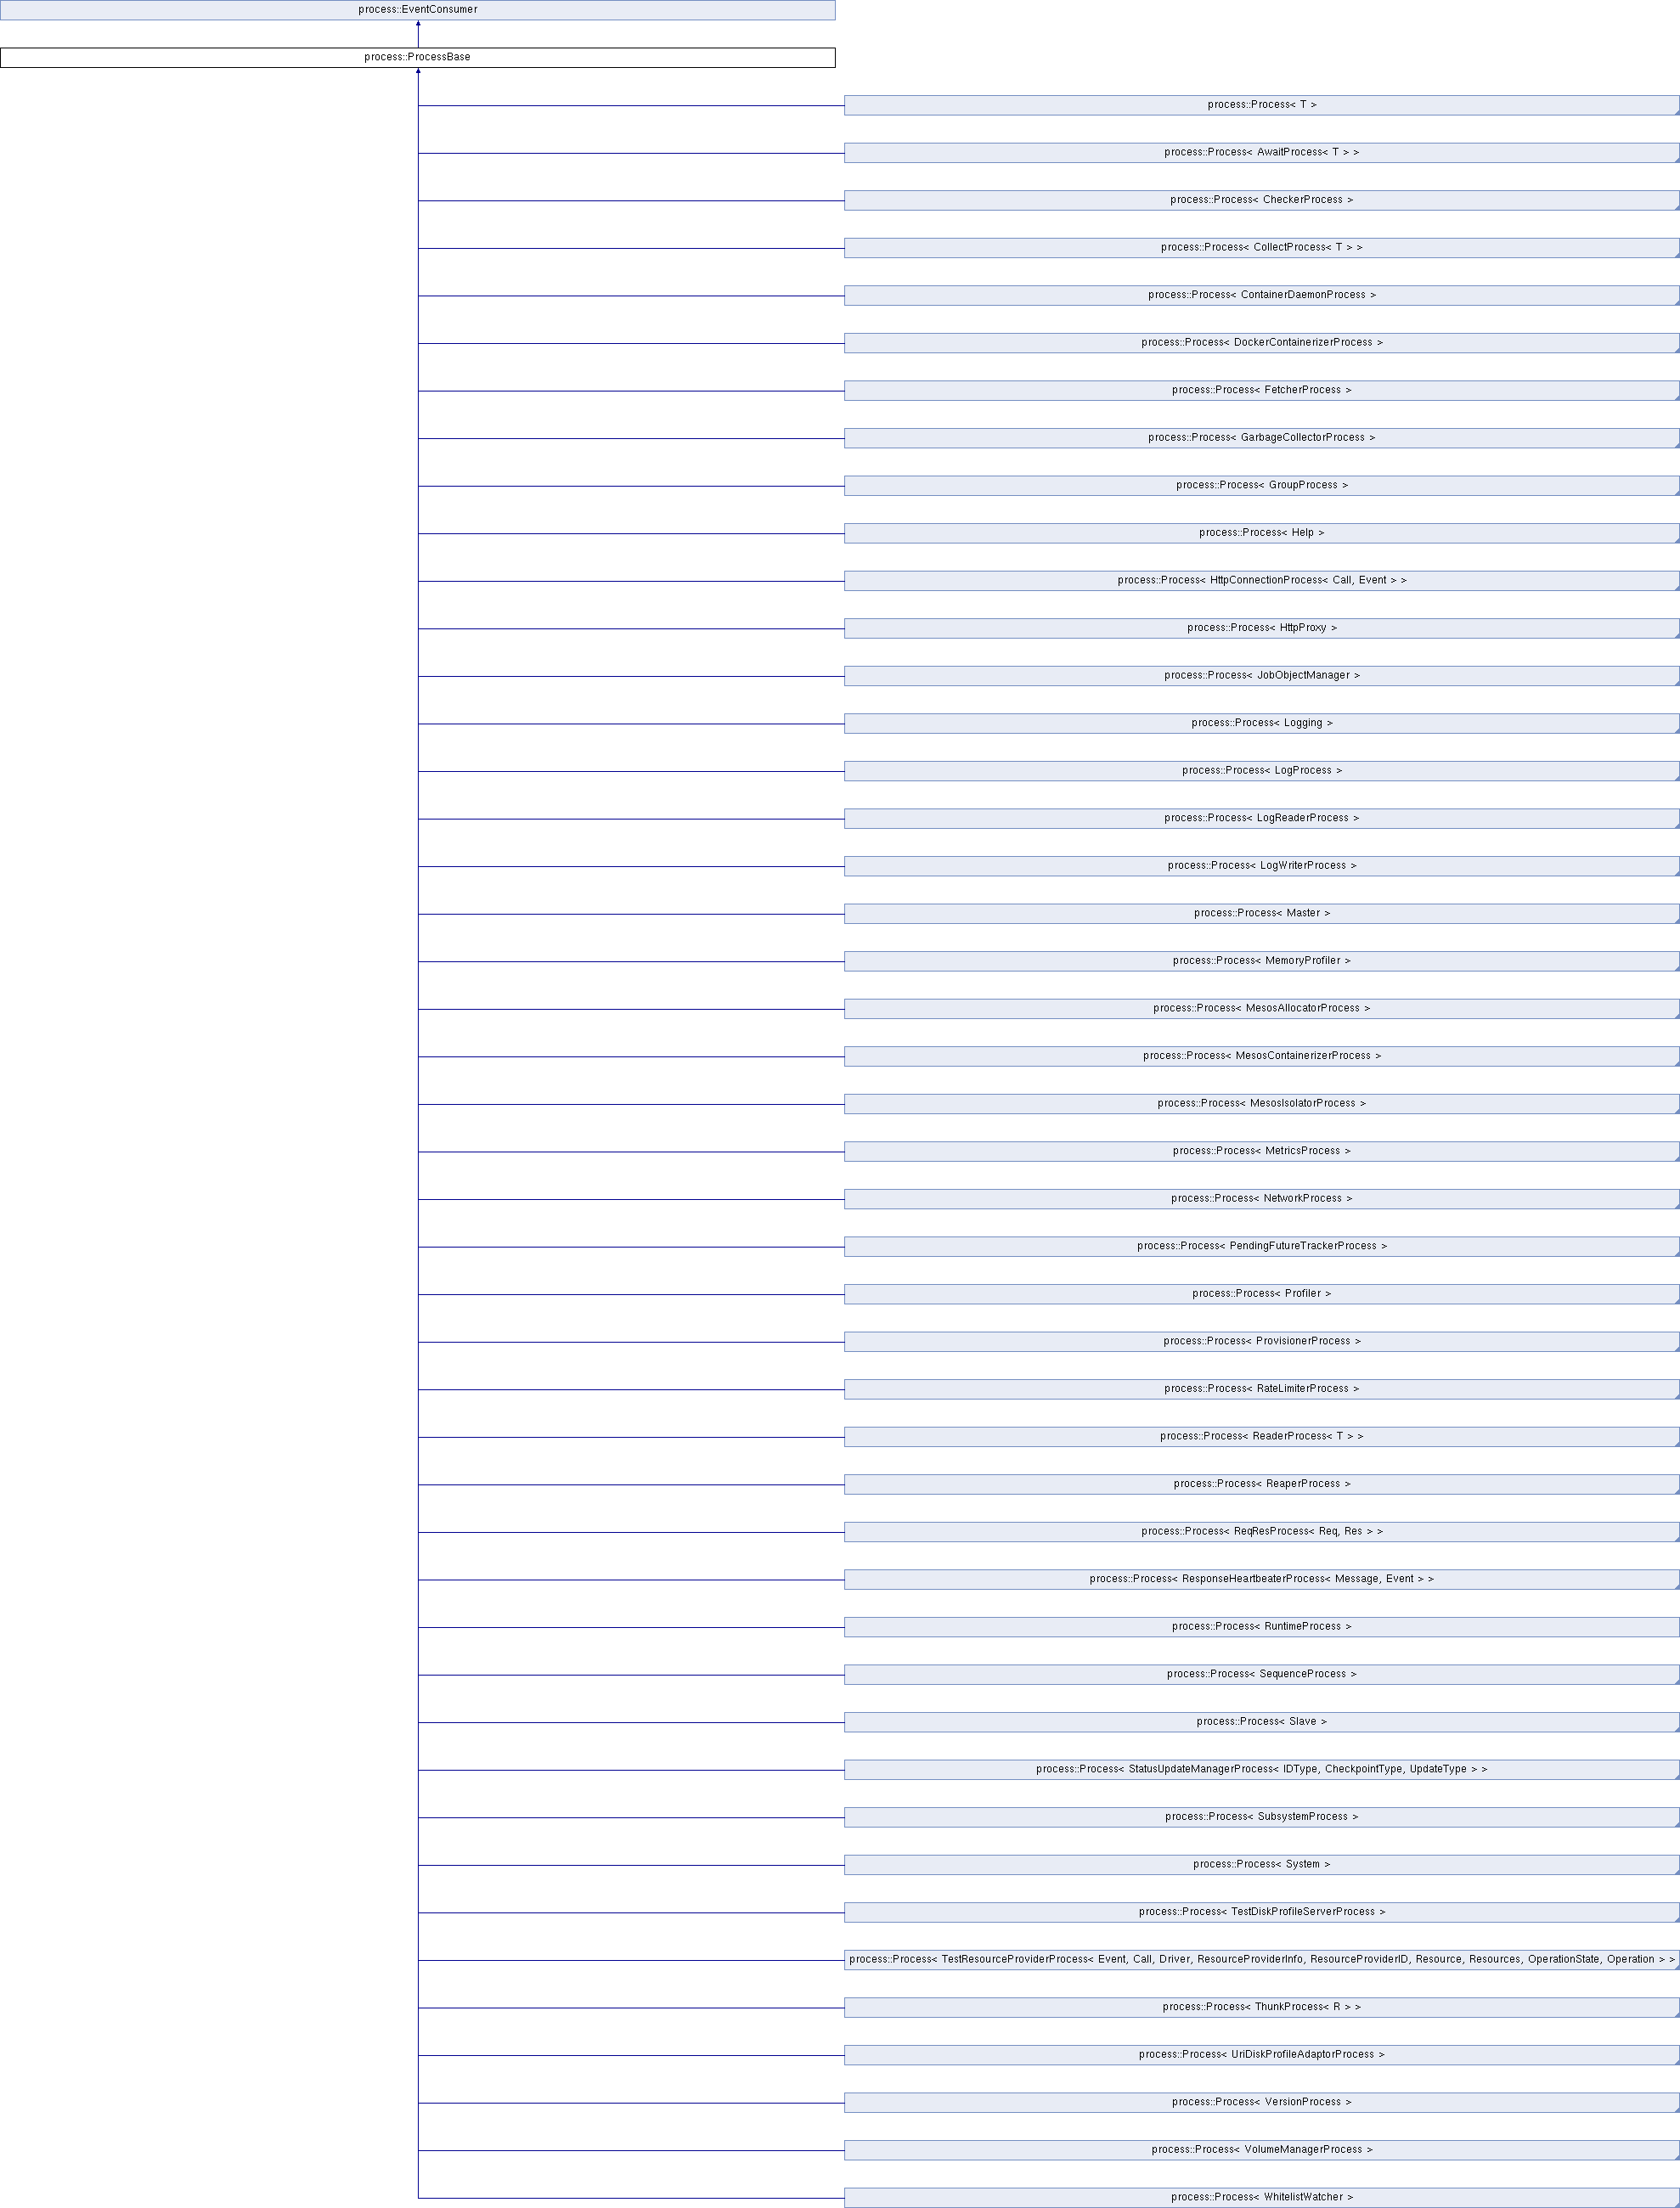 process::EventConsumer
process::ProcessBase
process::Process< T >
process::Process< AwaitProcess< T > >
process::Process< CheckerProcess >
process::Process< CollectProcess< T > >
process::Process< ContainerDaemonProcess >
process::Process< DockerContainerizerProcess >
process::Process< FetcherProcess >
process::Process< GarbageCollectorProcess >
process::Process< GroupProcess >
process::Process< Help >
process::Process< HttpConnectionProcess< Call, Event > >
process::Process< HttpProxy >
process::Process< JobObjectManager >
process::Process< Logging >
process::Process< LogProcess >
process::Process< LogReaderProcess >
process::Process< LogWriterProcess >
process::Process< Master >
process::Process< MemoryProfiler >
process::Process< MesosAllocatorProcess >
process::Process< MesosContainerizerProcess >
process::Process< MesosIsolatorProcess >
process::Process< MetricsProcess >
process::Process< NetworkProcess >
process::Process< PendingFutureTrackerProcess >
process::Process< Profiler >
process::Process< ProvisionerProcess >
process::Process< RateLimiterProcess >
process::Process< ReaderProcess< T > >
process::Process< ReaperProcess >
process::Process< ReqResProcess< Req, Res > >
process::Process< ResponseHeartbeaterProcess< Message, Event > >
process::Process< RuntimeProcess >
process::Process< SequenceProcess >
process::Process< Slave >
process::Process< StatusUpdateManagerProcess< IDType, CheckpointType, UpdateType > >
process::Process< SubsystemProcess >
process::Process< System >
process::Process< TestDiskProfileServerProcess >
process::Process< TestResourceProviderProcess< Event, Call, Driver, ResourceProviderInfo, ResourceProviderID, Resource, Resources, OperationState, Operation > >
process::Process< ThunkProcess< R > >
process::Process< UriDiskProfileAdaptorProcess >
process::Process< VersionProcess >
process::Process< VolumeManagerProcess >
process::Process< WhitelistWatcher >